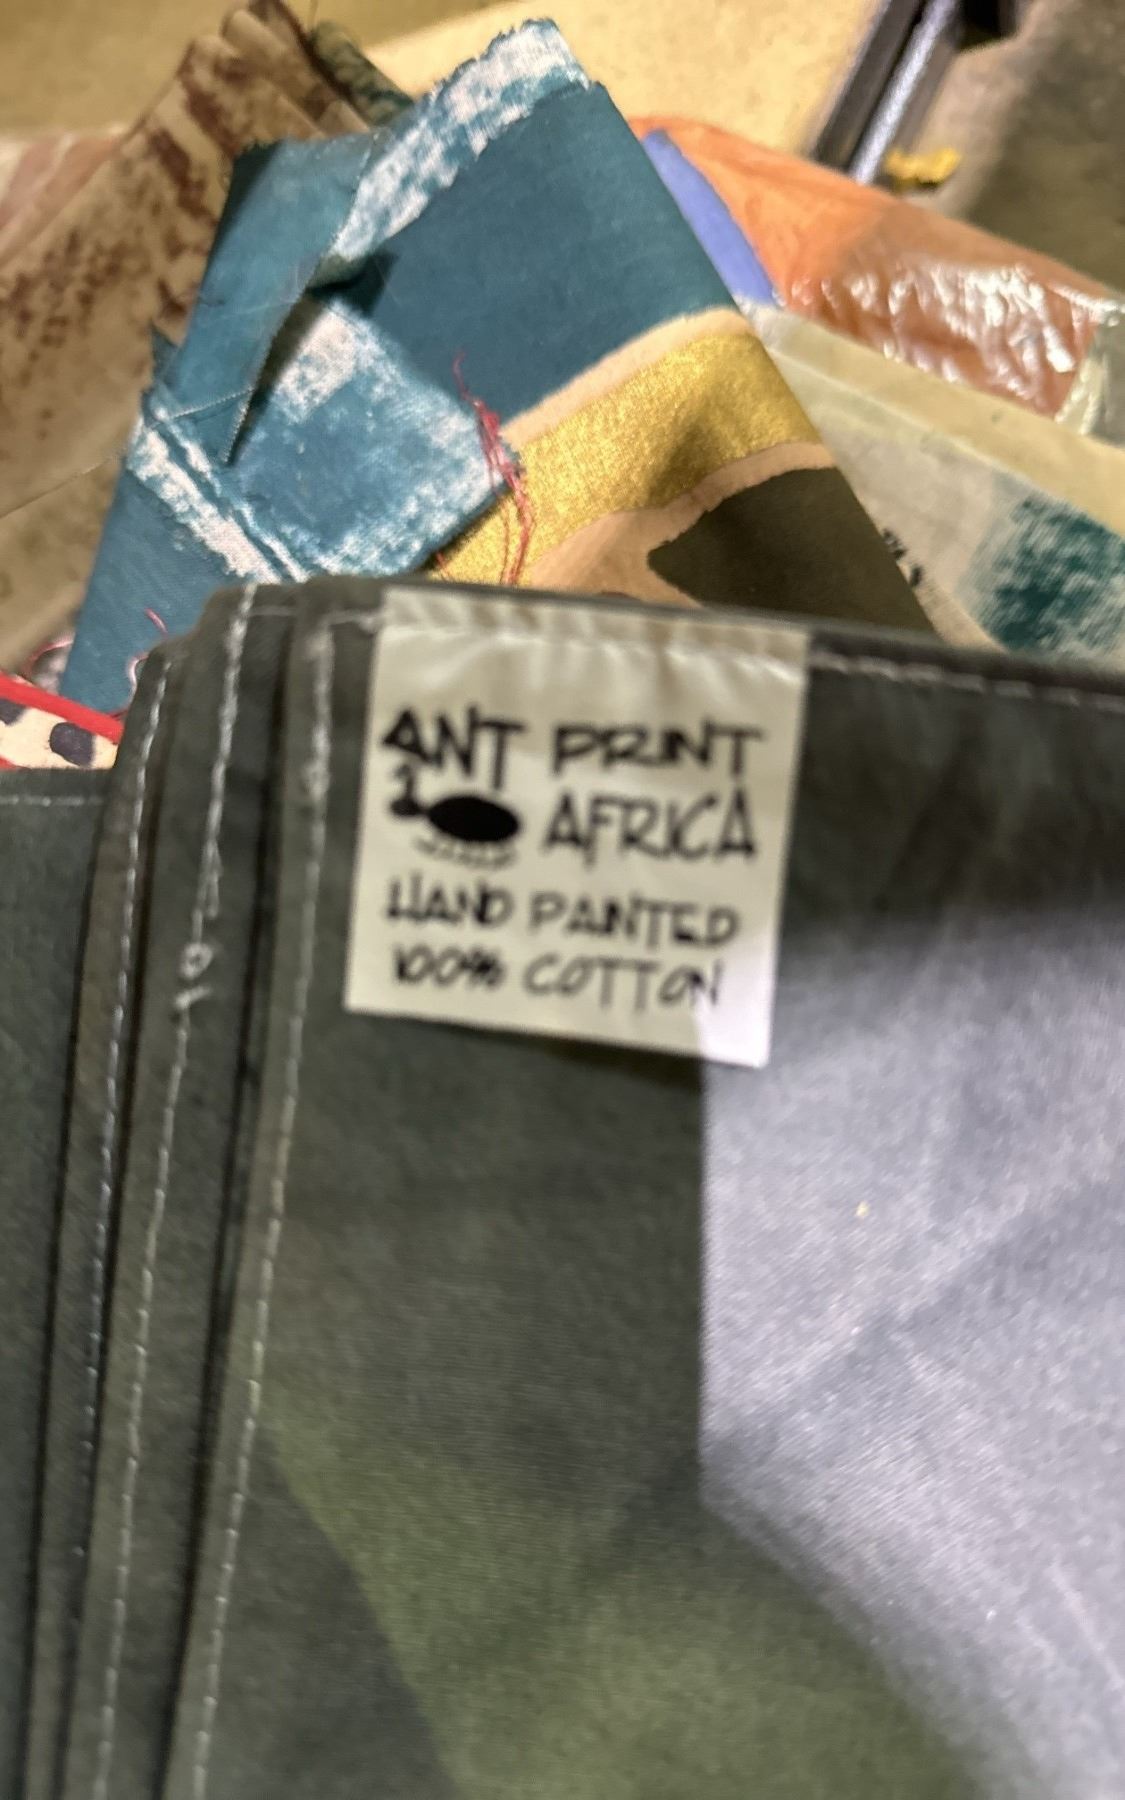 ANT PRINT
AFRICA
HAND PAINTED
100% COTTON